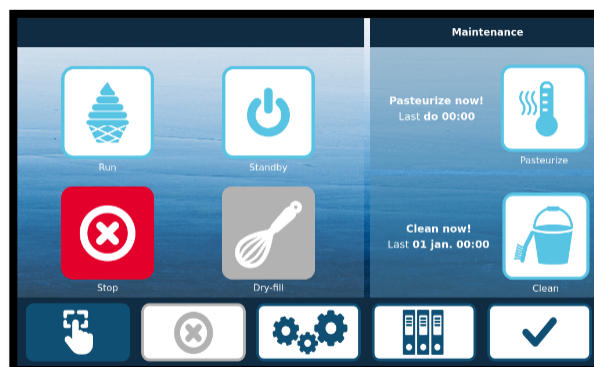 Maintenance
Run
Standby
Pasteurize now!
Last do 00:00
Pasteurize
Stop
Dry-fill
Clean now!
Last 01 jan. 00:00
Clean